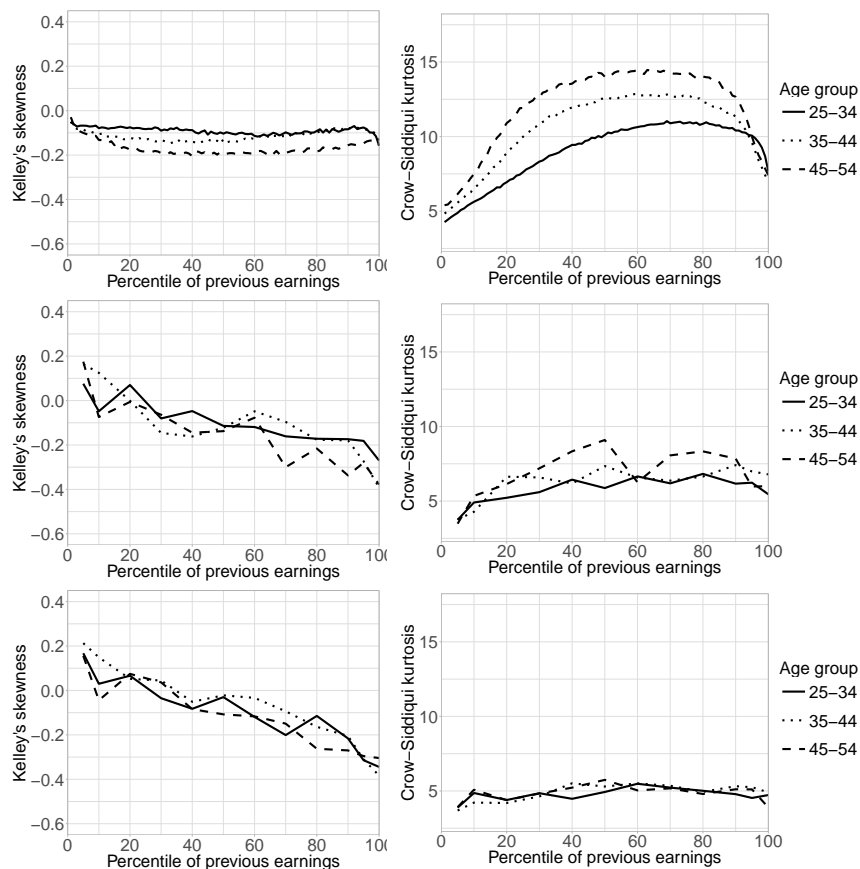 Kelley's skewness
0.4
0.2
0.0
−0.2
−0.4
−0.6
0 20 40 60 80 100
Percentile of previous earnings
Crow−Siddiqui kurtosis
15
10
5
0 20 40 60 80 100
Percentile of previous earnings
Age group
25−34
35−44
45−54
Kelley's skewness
0.4
0.2
0.0
−0.2
−0.4
−0.6
0 20 40 60 80 100
Percentile of previous earnings
Crow−Siddiqui kurtosis
15
10
5
0 20 40 60 80 100
Percentile of previous earnings
Age group
25−34
35−44
45−54
Kelley's skewness
0.4
0.2
0.0
−0.2
−0.4
−0.6
0 20 40 60 80 100
Percentile of previous earnings
Crow−Siddiqui kurtosis
15
10
5
0 20 40 60 80 100
Percentile of previous earnings
Age group
25−34
35−44
45−54